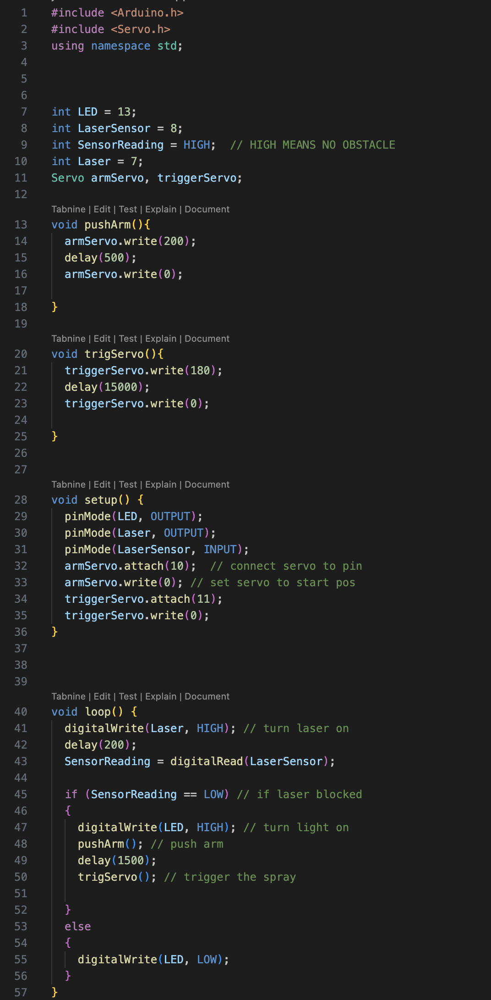 1 #include <Arduino.h>
2 #include <Servo.h>
3 using namespace std;
4
5
6
7 int LED = 13;
8 int LaserSensor = 8;
9 int SensorReading = HIGH;  // HIGH MEANS NO OBSTACLE
10 int Laser = 7;
11 Servo armServo, triggerServo;
12
Tabnine | Edit | Test | Explain | Document
13 void pushArm(){
14   armServo.write(200);
15   delay(500);
16   armServo.write(0);
17
18 }
19
Tabnine | Edit | Test | Explain | Document
20 void trigServo(){
21   triggerServo.write(180);
22   delay(15000);
23   triggerServo.write(0);
24
25 }
26
27
Tabnine | Edit | Test | Explain | Document
28 void setup() {
29   pinMode(LED, OUTPUT);
30   pinMode(Laser, OUTPUT);
31   pinMode(LaserSensor, INPUT);
32   armServo.attach(10);  // connect servo to pin
33   armServo.write(0); // set servo to start pos
34   triggerServo.attach(11);
35   triggerServo.write(0);
36 }
37
38
39
Tabnine | Edit | Test | Explain | Document
40 void loop() {
41   digitalWrite(Laser, HIGH); // turn laser on
42   delay(200);
43   SensorReading = digitalRead(LaserSensor);
44
45   if (SensorReading == LOW) // if laser blocked
46   {
47     digitalWrite(LED, HIGH); // turn light on
48     pushArm(); // push arm
49     delay(1500);
50     trigServo(); // trigger the spray
51
52   }
53   else
54   {
55     digitalWrite(LED, LOW);
56   }
57 }